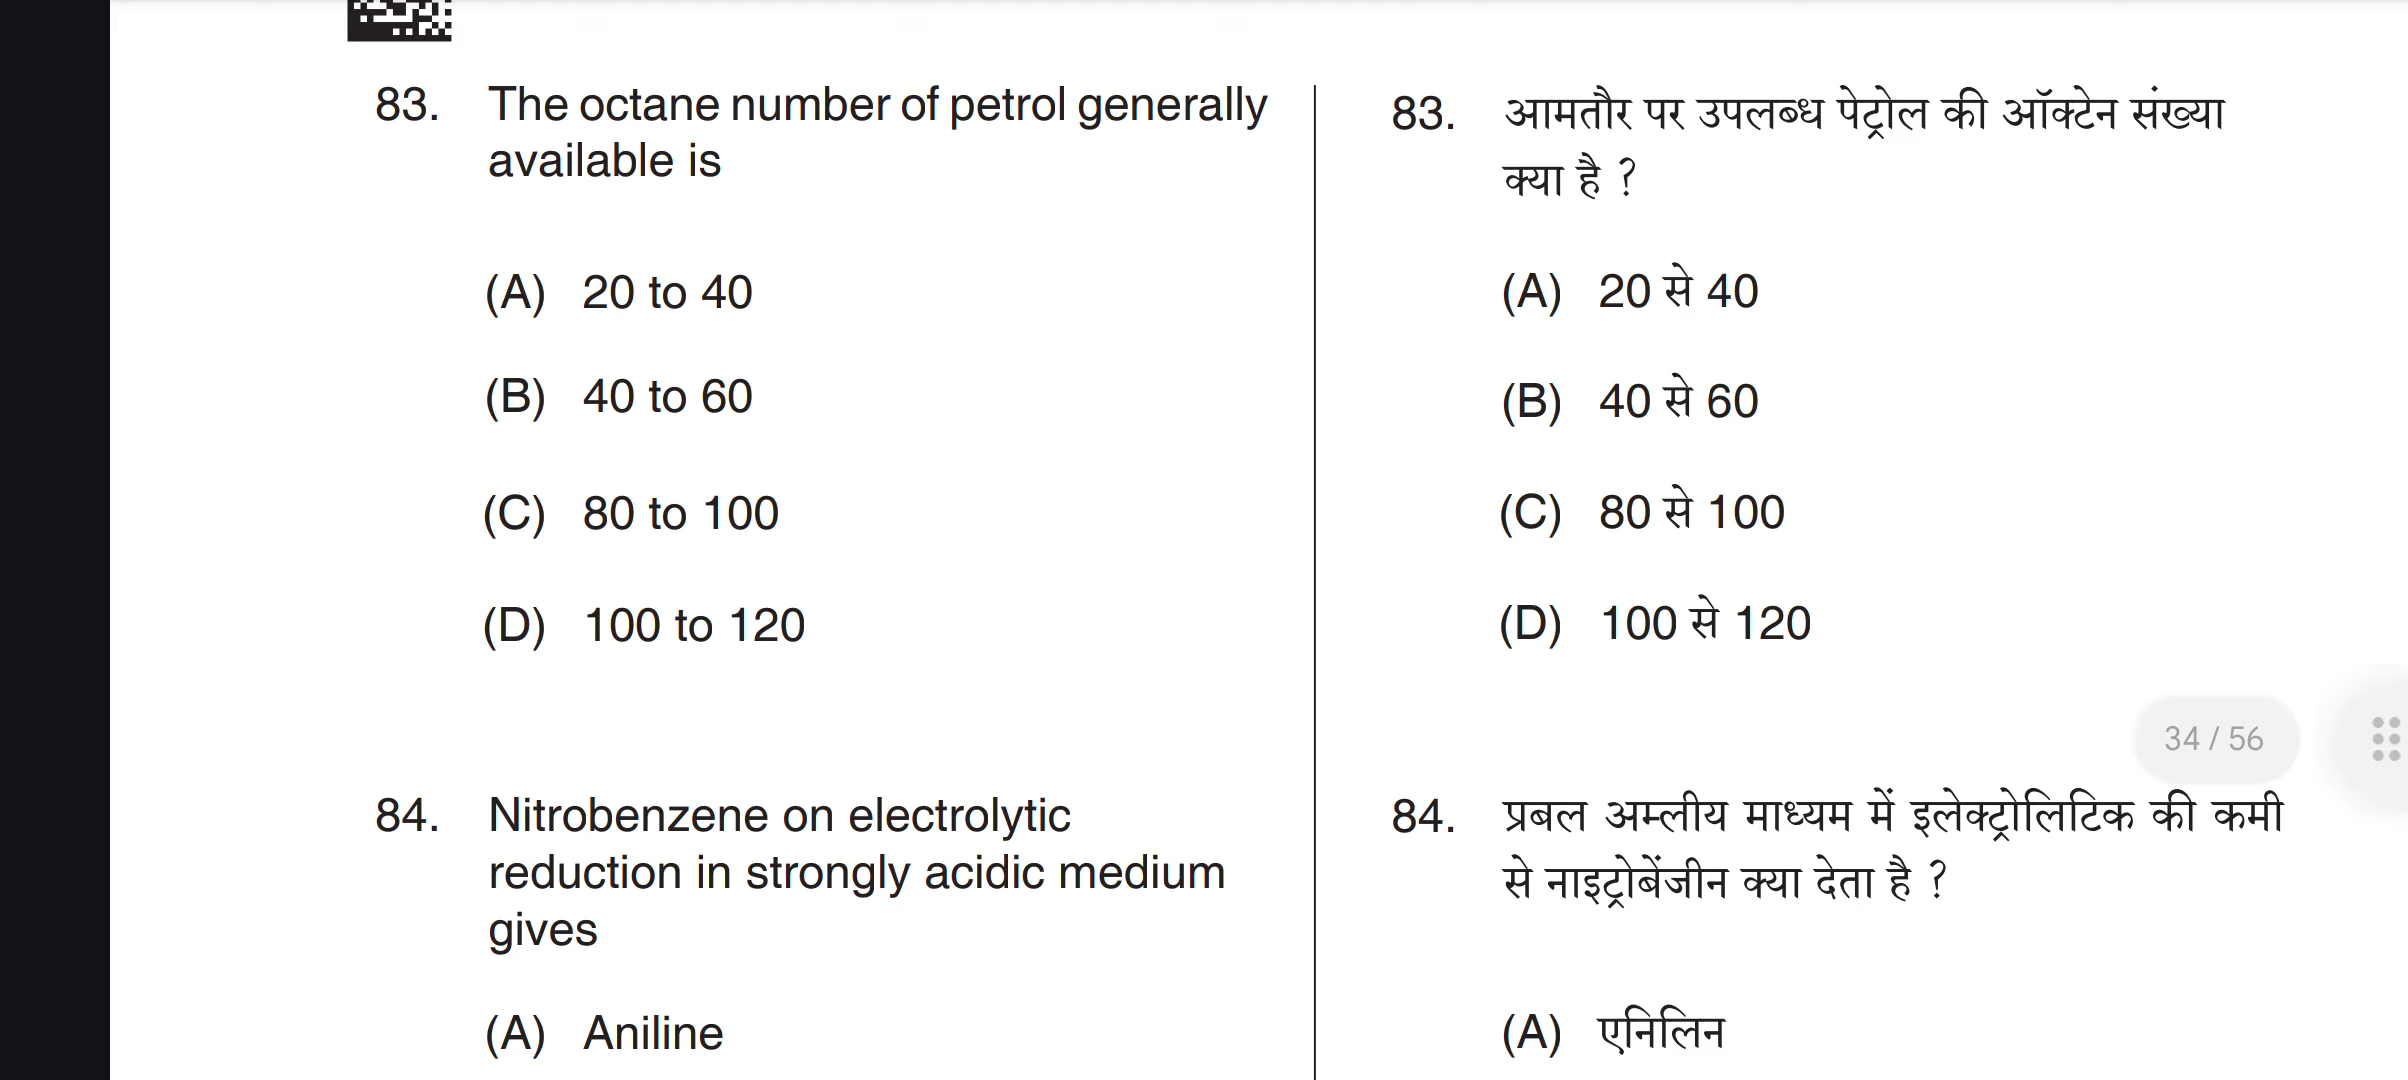 83. The octane number of petrol generally
available is
(A) 20 to 40
(B) 40 to 60
(C) 80 to 100
(D) 100 to 120
84. Nitrobenzene on electrolytic
reduction in strongly acidic medium
gives
(A) Aniline
83. आमतौर पर उपलब्ध पेट्रोल की ऑक्टेन संख्या
क्या है ?
(A) 20 से 40
(B) 40 से 60
(C) 80 से 100
(D) 100 से 120
34 / 56
84. प्रबल अम्लीय माध्यम में इलेक्ट्रोलिटिक की कमी
से नाइट्रोबेंजीन क्या देता है ?
(A) एनिलिन